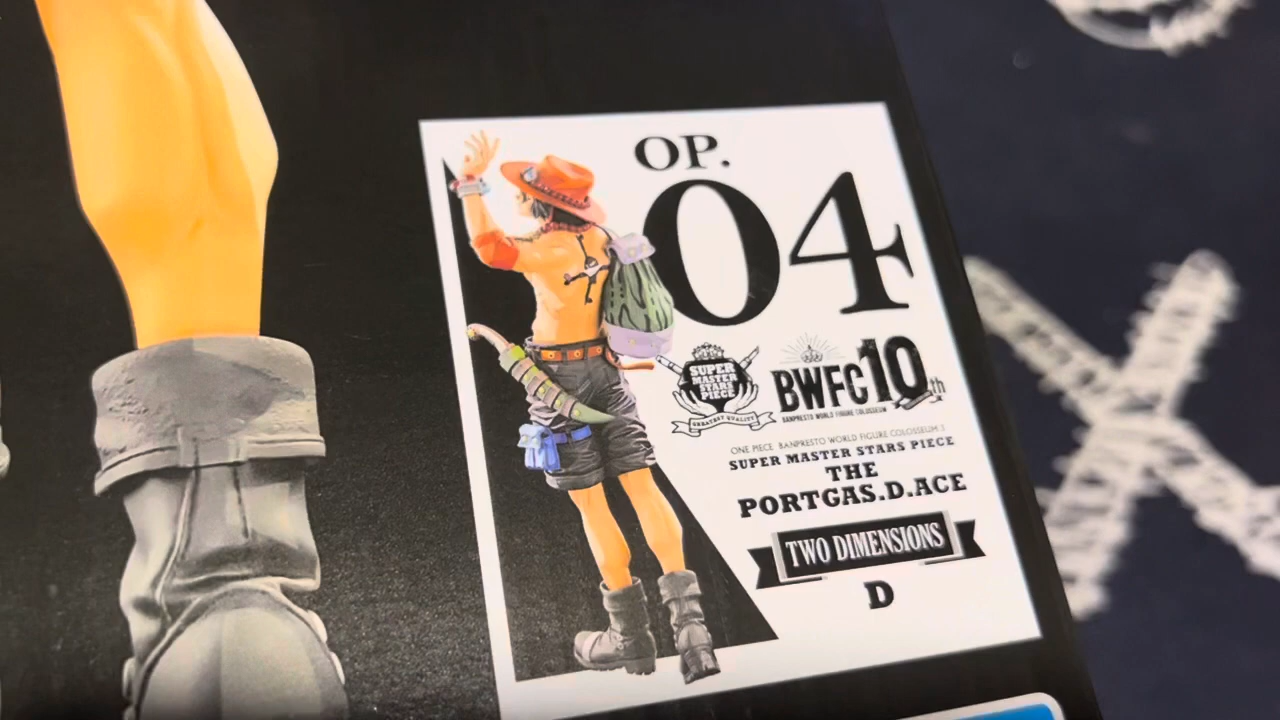 OP.
04
SUPER
MASTER
STARS
PIECE
GREATEST QUALITY
BWFC10th
BANPRESTO WORLD FIGURE COLOSSEUM
ONE PIECE BANPRESTO WORLD FIGURE COLOSSEUM 3
SUPER MASTER STARS PIECE
THE
PORTGAS.D.ACE
TWO DIMENSIONS
D